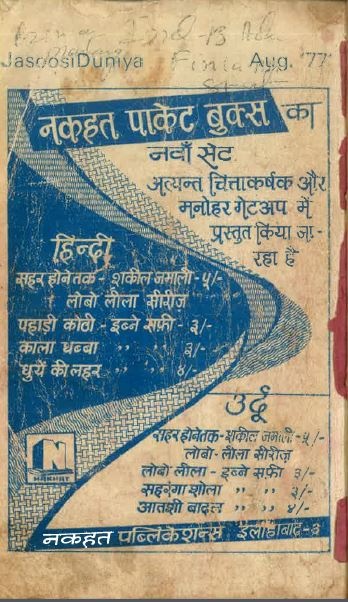 JasoosiDuniya Aug. '77
नकहत पाकेट बुक्स का
नवाँ सेट
अत्यन्त चित्ताकर्षक और
मनोहर गेटअप में
प्रस्तुत किया जा-
रहा है
हिन्दी
सहर होने तक - शकील जमाली - ५/-
लोबो लीला सीरीज़
पहाड़ी कोठी - इब्ने सफ़ी - ३/-
काला धब्बा " " ३/-
धुयें की लहर " " ४/-
उर्दू
सहर होने तक - शकील जमाली - ५/-
लोबो - लीला सीरीज़
लोबो लीला - इब्ने सफ़ी ३/-
सहरंगा शोला " " ३/-
आतशी बादल " " ४/-
N
NAKHAT
नकहत पब्लिकेशन्स इलाहाबाद-३